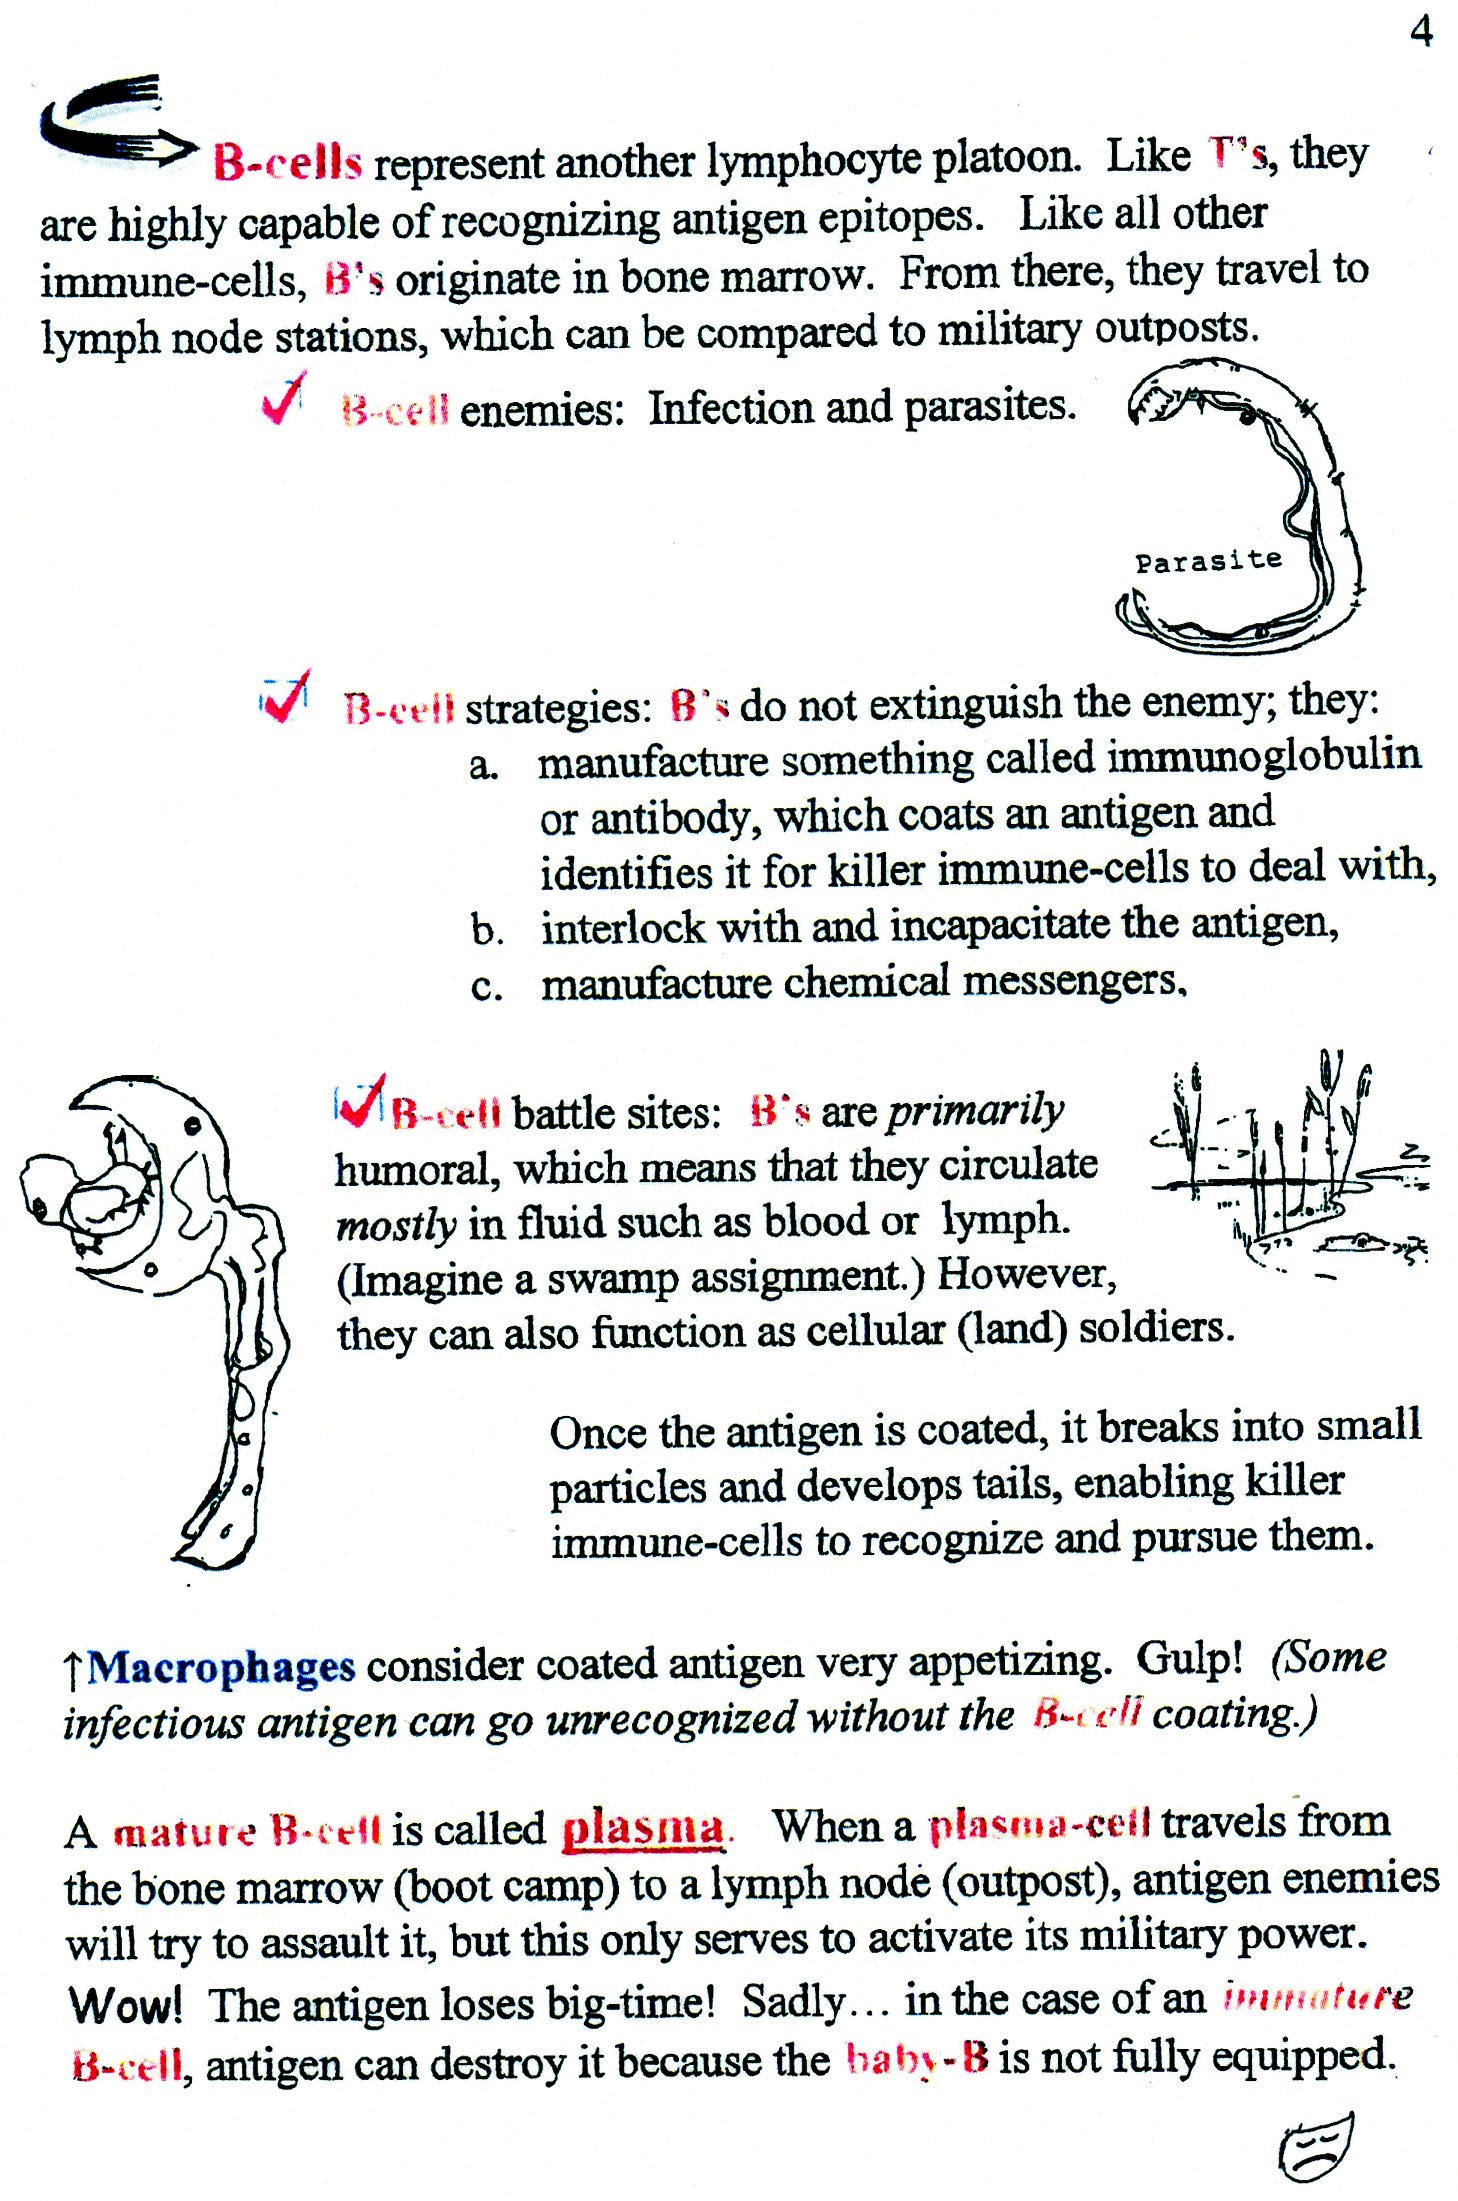 4
B-cells represent another lymphocyte platoon. Like T's, they
are highly capable of recognizing antigen epitopes. Like all other
immune-cells, B's originate in bone marrow. From there, they travel to
lymph node stations, which can be compared to military outposts.
B-cell enemies: Infection and parasites.
Parasite
B-cell strategies: B's do not extinguish the enemy; they:
a. manufacture something called immunoglobulin
or antibody, which coats an antigen and
identifies it for killer immune-cells to deal with,
b. interlock with and incapacitate the antigen,
c. manufacture chemical messengers.
B-cell battle sites: B's are primarily
humoral, which means that they circulate
mostly in fluid such as blood or lymph.
(Imagine a swamp assignment.) However,
they can also function as cellular (land) soldiers.
Once the antigen is coated, it breaks into small
particles and develops tails, enabling killer
immune-cells to recognize and pursue them.
↑Macrophages consider coated antigen very appetizing. Gulp! (Some
infectious antigen can go unrecognized without the B-cell coating.)
A mature B-cell is called plasma. When a plasma-cell travels from
the bone marrow (boot camp) to a lymph node (outpost), antigen enemies
will try to assault it, but this only serves to activate its military power.
Wow! The antigen loses big-time! Sadly... in the case of an immature
B-cell, antigen can destroy it because the baby-B is not fully equipped.